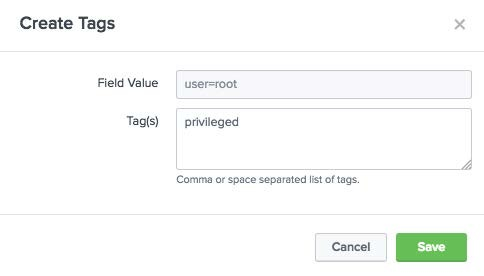 Create Tags ×
Field Value user=root
Tag(s) privileged
Comma or space separated list of tags.
Cancel Save